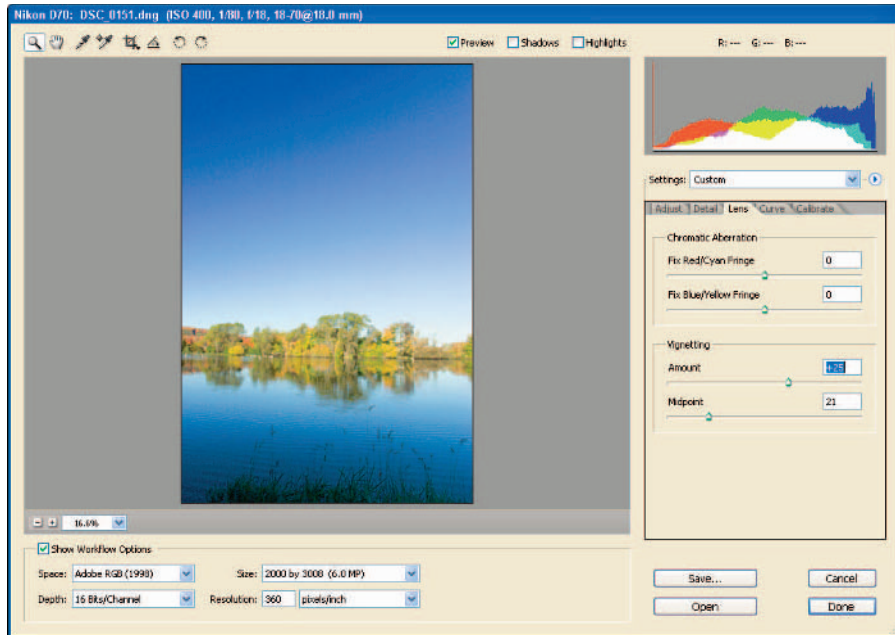 Nikon D70: DSC_0151.dng (ISO 400, 1/80, f/18, 18-70@18.0 mm)
Preview Shadows Highlights
R: --- G: --- B: ---
Settings: Custom
Adjust Detail Lens Curve Calibrate
Chromatic Aberration
Fix Red/Cyan Fringe 0
Fix Blue/Yellow Fringe 0
Vignetting
Amount +25
Midpoint 21
16.6%
Show Workflow Options
Space: Adobe RGB (1998) Size: 2000 by 3008 (6.0 MP)
Depth: 16 Bits/Channel Resolution: 360 pixels/inch
Save... Cancel
Open Done